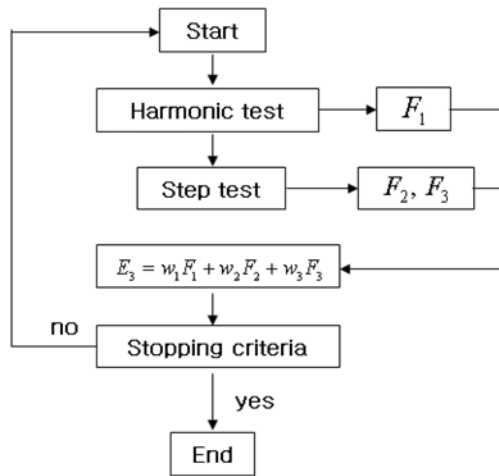 Start
Harmonic test
F₁
Step test
F₂, F₃
E₃ = w₁F₁ + w₂F₂ + w₃F₃
no
Stopping criteria
yes
End